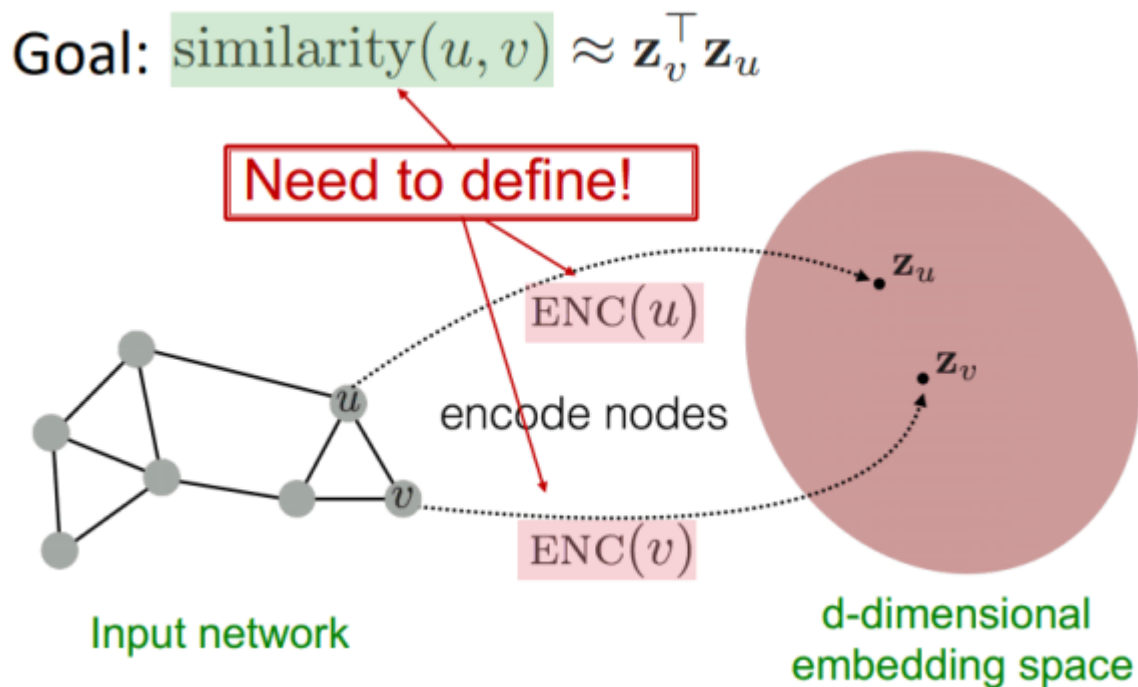 Goal: similarity(u, v) ≈ z_v^⊤ z_u
Need to define!
z_u
ENC(u)
z_v
u
encode nodes
v
ENC(v)
Input network
d-dimensional
embedding space